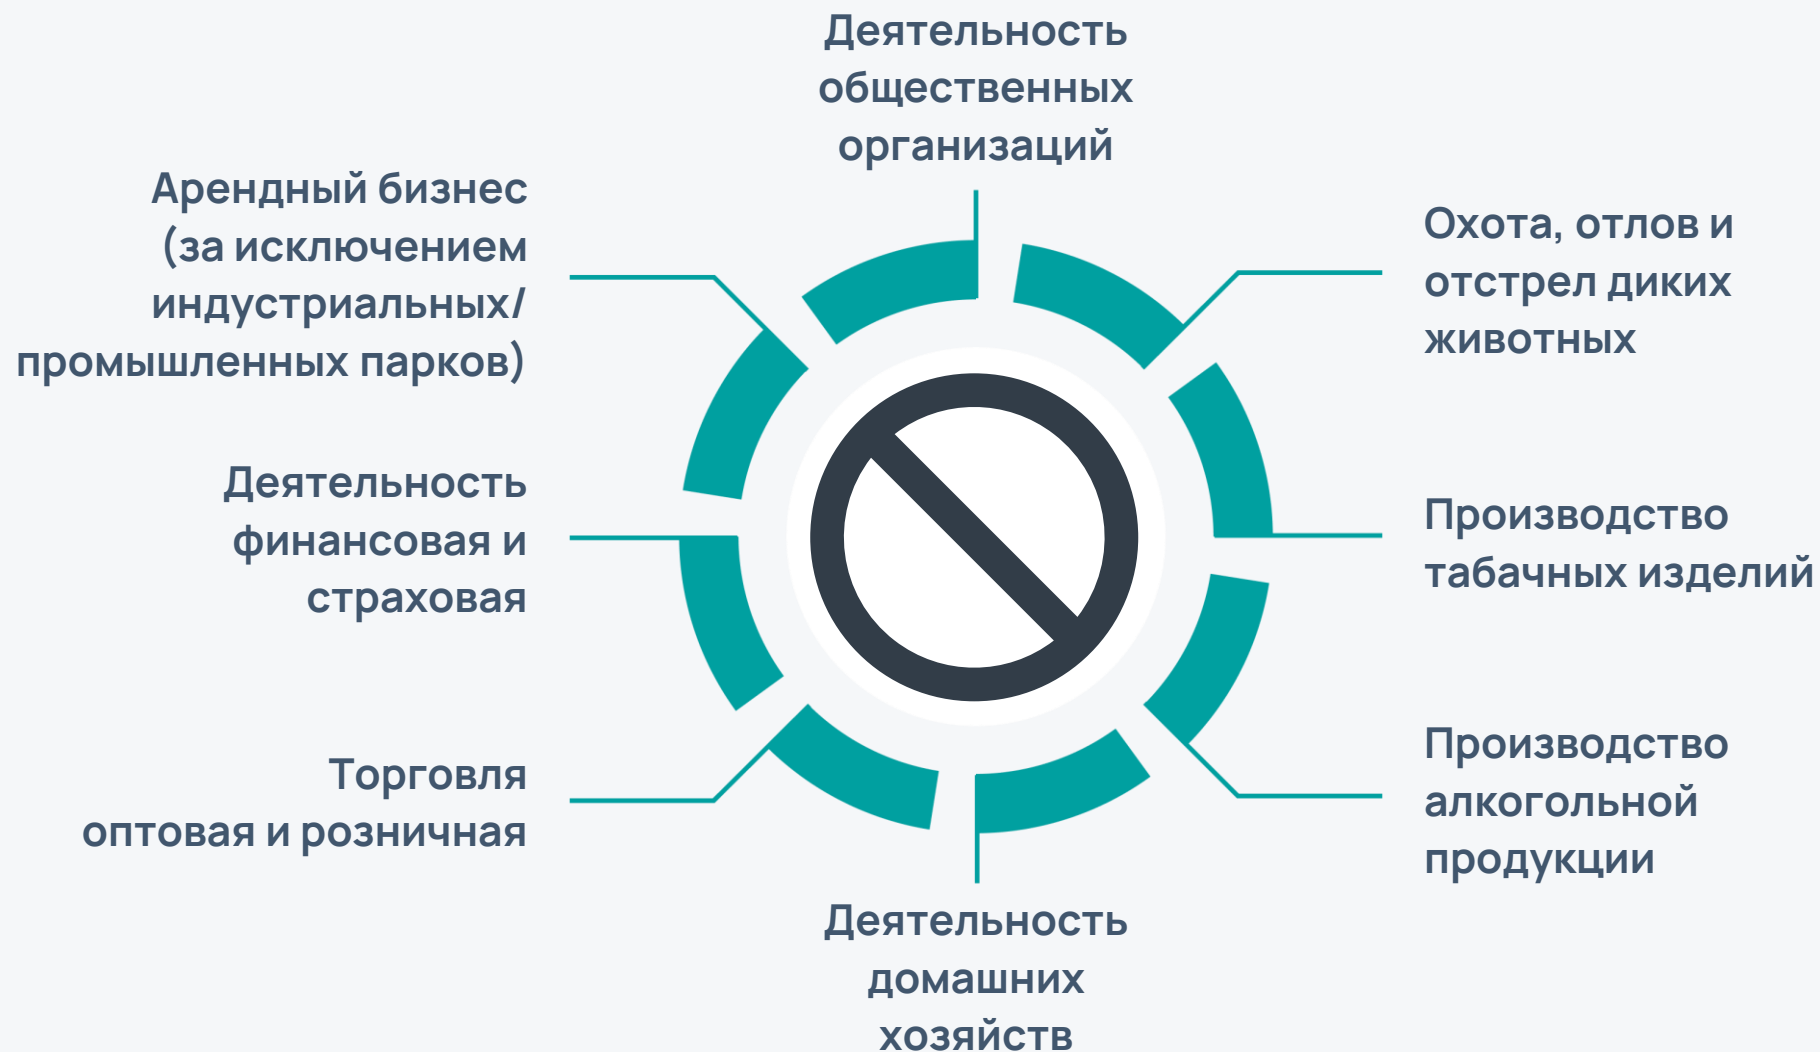 Деятельность
общественных
организаций
Арендный бизнес
(за исключением
индустриальных/
промышленных парков)
Охота, отлов и
отстрел диких
животных
Деятельность
финансовая и
страховая
Производство
табачных изделий
Торговля
оптовая и розничная
Производство
алкогольной
продукции
Деятельность
домашних
хозяйств